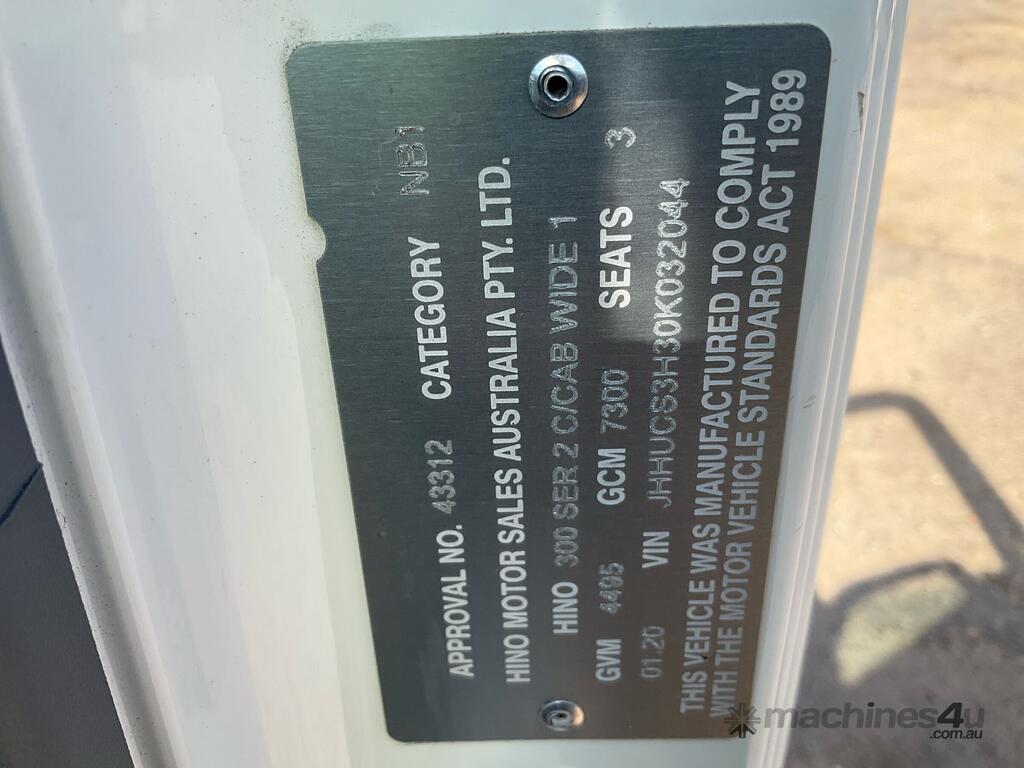 APPROVAL NO. 43312 CATEGORY NB1
HINO MOTOR SALES AUSTRALIA PTY. LTD.
HINO 300 SER 2 C/CAB WIDE 1
GVM 4495 GCM 7300 SEATS 3
01.20 VIN JHHUCS3H30K032044
THIS VEHICLE WAS MANUFACTURED TO COMPLY
WITH THE MOTOR VEHICLE STANDARDS ACT 1989
machines4u
.com.au